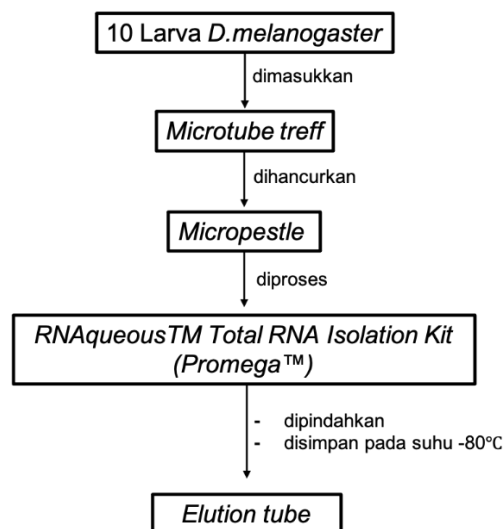 10 Larva D.melanogaster
dimasukkan
Microtube treff
dihancurkan
Micropestle
diproses
RNAqueousTM Total RNA Isolation Kit
(Promega™)
- dipindahkan
- disimpan pada suhu -80℃
Elution tube